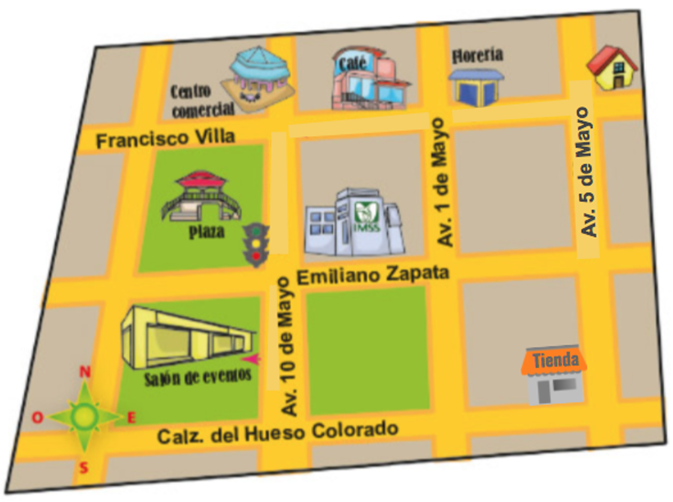 Café
Florería
Centro
comercial
Francisco Villa
Av. 1 de Mayo
Av. 5 de Mayo
Plaza
IMSS
Emiliano Zapata
Av. 10 de Mayo
Tienda
Salón de eventos
N
O
E
S
Calz. del Hueso Colorado